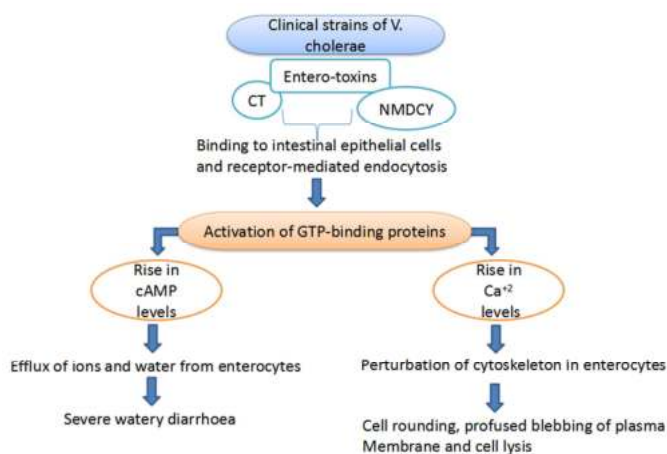 Clinical strains of V.
cholerae
Entero-toxins
CT
NMDCY
Binding to intestinal epithelial cells
and receptor-mediated endocytosis
Activation of GTP-binding proteins
Rise in
cAMP
levels
Rise in
Ca⁺²
levels
Efflux of ions and water from enterocytes
Perturbation of cytoskeleton in enterocytes
Severe watery diarrhoea
Cell rounding, profused blebbing of plasma
Membrane and cell lysis